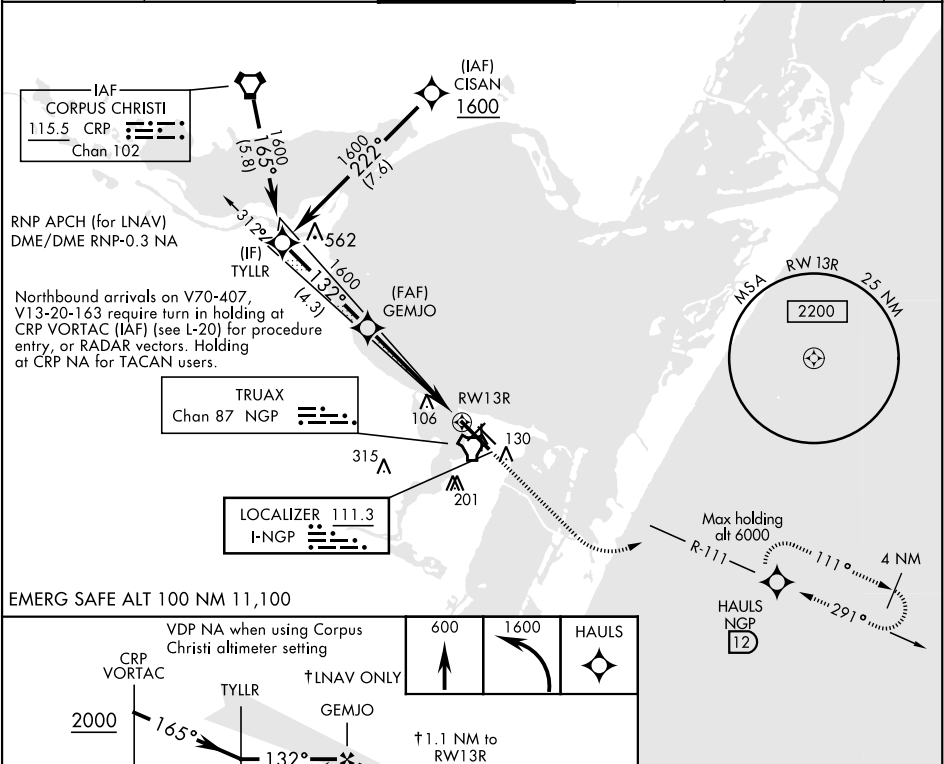 (IAF)
CISAN
1600
IAF
CORPUS CHRISTI
115.5 CRP
Chan 102
1600
165°
(5.8)
1600
222°
(7.6)
RNP APCH (for LNAV)
DME/DME RNP-0.3 NA
312°
562
(IF)
TYLLR
1600
132°
(4.3)
(FAF)
GEMJO
Northbound arrivals on V70-407,
V13-20-163 require turn in holding at
CRP VORTAC (IAF) (see L-20) for procedure
entry, or RADAR vectors. Holding
at CRP NA for TACAN users.
MSA RW 13R 25 NM
2200
TRUAX
Chan 87 NGP
RW13R
106
130
315
201
LOCALIZER 111.3
I-NGP
Max holding
alt 6000
R-111
111°
4 NM
291°
HAULS
NGP
12
EMERG SAFE ALT 100 NM 11,100
VDP NA when using Corpus
Christi altimeter setting
600
1600
HAULS
CRP
VORTAC
†LNAV ONLY
TYLLR
GEMJO
2000
165°
132°
†1.1 NM to
RW13R